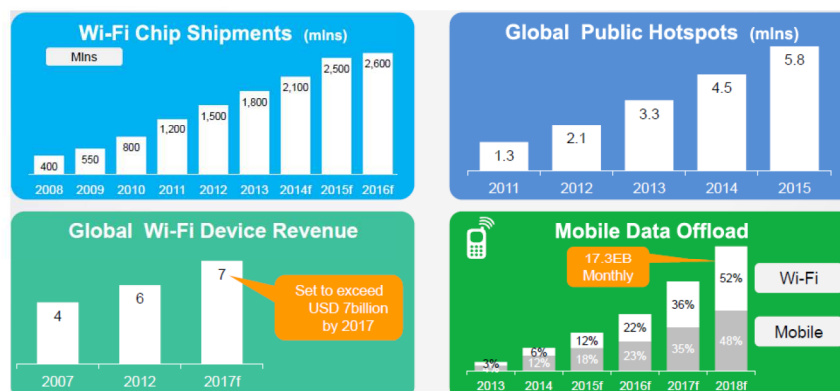 Wi-Fi Chip Shipments (mlns)
Mlns
400
550
800
1,200
1,500
1,800
2,100
2,500
2,600
2008 2009 2010 2011 2012 2013 2014f 2015f 2016f
Global Public Hotspots (mlns)
1.3
2.1
3.3
4.5
5.8
2011 2012 2013 2014 2015
Global Wi-Fi Device Revenue
4
6
7
Set to exceed
USD 7billion
by 2017
2007 2012 2017f
Mobile Data Offload
17.3EB
Monthly
Wi-Fi
Mobile
3%
6%
12%
22%
36%
52%
12%
18%
23%
35%
48%
2013 2014 2015f 2016f 2017f 2018f